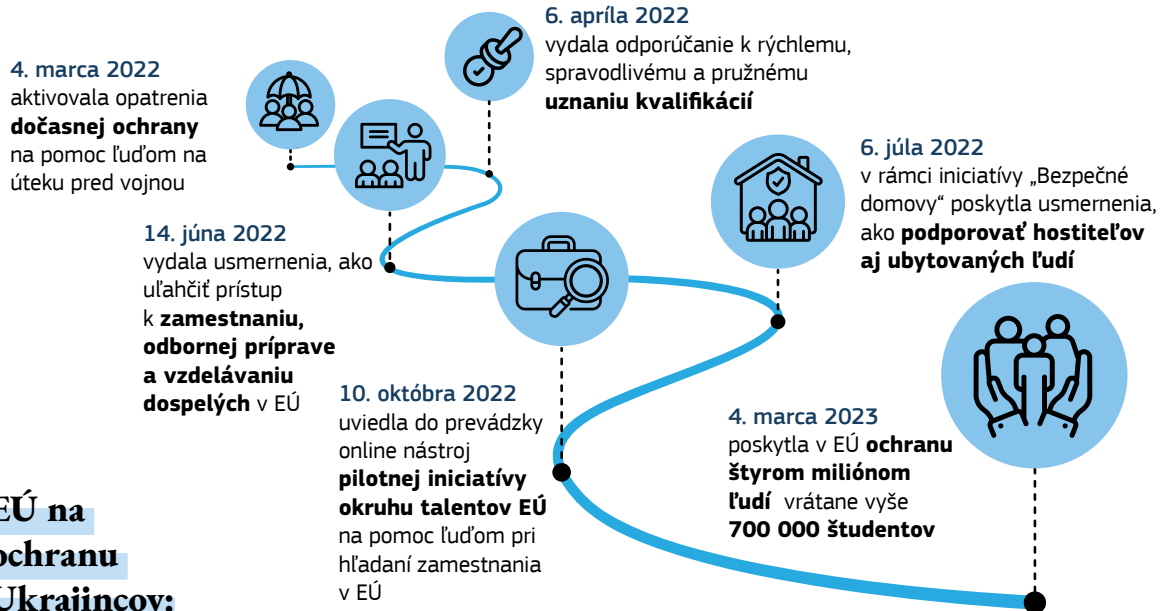 4. marca 2022
aktivovala opatrenia
dočasnej ochrany
na pomoc ľuďom na
úteku pred vojnou
6. apríla 2022
vydala odporúčanie k rýchlemu,
spravodlivému a pružnému
uznaniu kvalifikácií
14. júna 2022
vydala usmernenia, ako
uľahčiť prístup
k zamestnaniu,
odbornej príprave
a vzdelávaniu
dospelých v EÚ
6. júla 2022
v rámci iniciatívy „Bezpečné
domovy“ poskytla usmernenia,
ako podporovať hostiteľov
aj ubytovaných ľudí
10. októbra 2022
uviedla do prevádzky
online nástroj
pilotnej iniciatívy
okruhu talentov EÚ
na pomoc ľuďom pri
hľadaní zamestnania
v EÚ
4. marca 2023
poskytla v EÚ ochranu
štyrom miliónom
ľudí vrátane vyše
700 000 študentov
EÚ na
ochranu
Ukrajincov: